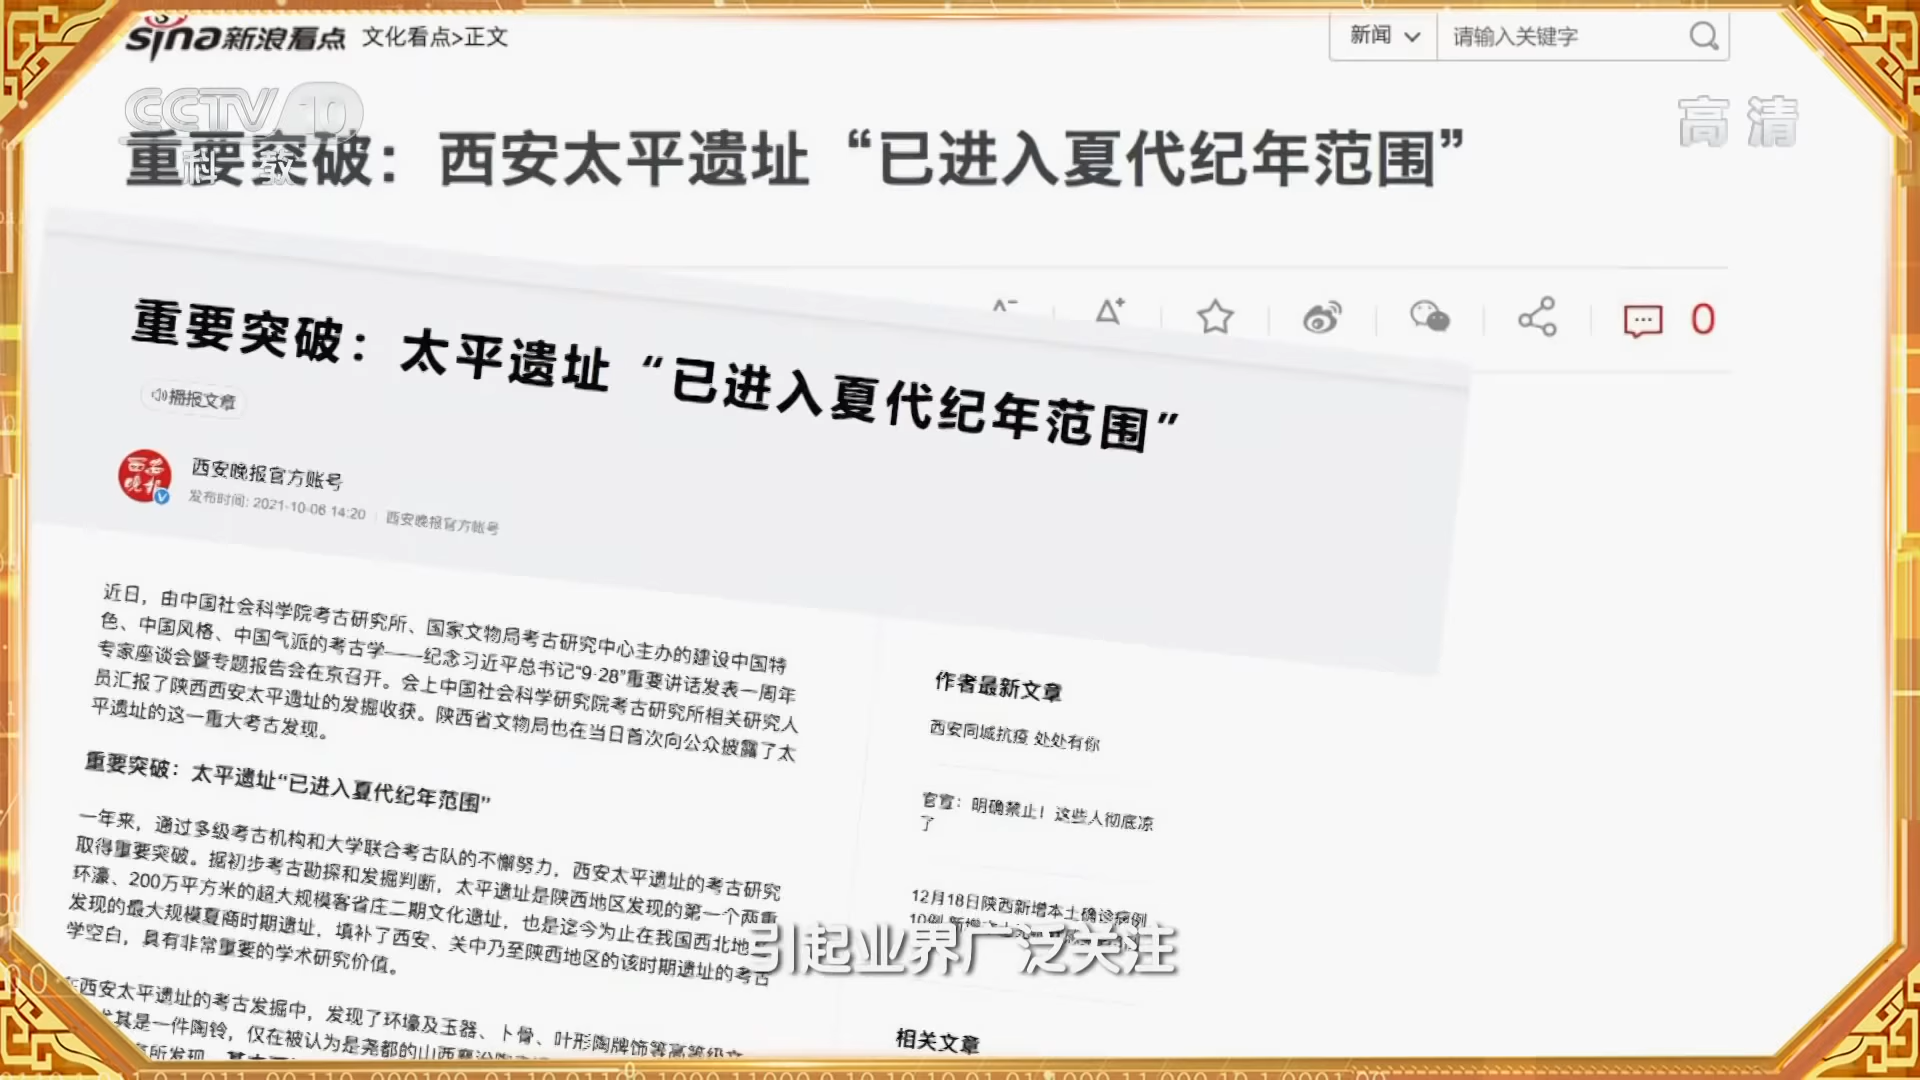 sina新浪看点 文化看点>正文
新闻 请输入关键字
CCTV 10
科 教
高清
重要突破：西安太平遗址“已进入夏代纪年范围”
0
重要突破：太平遗址“已进入夏代纪年范围”
播报文章
西安晚报
西安晚报官方账号
发布时间: 2021-10-06 14:20 西安晚报官方帐号
近日，由中国社会科学院考古研究所、国家文物局考古研究中心主办的建设中国特
色、中国风格、中国气派的考古学——纪念习近平总书记“9·28”重要讲话发表一周年
专家座谈会暨专题报告会在京召开。会上中国社会科学研究院考古研究所相关研究人
员汇报了陕西西安太平遗址的发掘收获。陕西省文物局也在当日首次向公众披露了太
平遗址的这一重大考古发现。
重要突破：太平遗址“已进入夏代纪年范围”
一年来，通过多级考古机构和大学联合考古队的不懈努力，西安太平遗址的考古研究
取得重要突破。据初步考古勘探和发掘判断，太平遗址是陕西地区发现的第一个两重
环濠、200万平方米的超大规模客省庄二期文化遗址，也是迄今为止在我国西北地
发现的最大规模夏商时期遗址，填补了西安、关中乃至陕西地区的该时期遗址的考古
学空白，具有非常重要的学术研究价值。
西安太平遗址的考古发掘中，发现了环壕及玉器、卜骨、叶形陶牌饰等高等级文
尤其是一件陶铃，仅在被认为是尧都的山西襄汾
所发现
作者最新文章
西安同城抗疫 处处有你
官宣：明确禁止！这些人彻底凉
了
12月18日陕西新增本土确诊病例
10例
相关文章
引起业界广泛关注